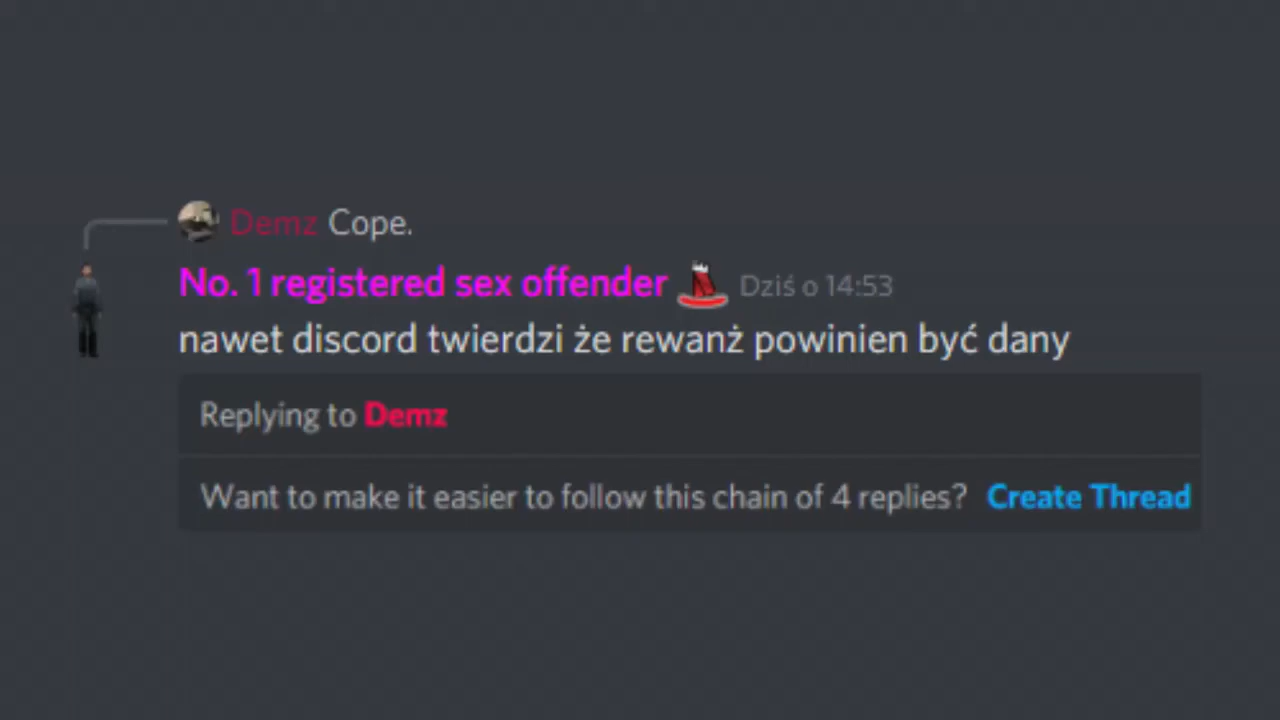 Demz Cope.
No. 1 registered sex offender Dziś o 14:53
nawet discord twierdzi że rewanż powinien być dany
Replying to Demz
Want to make it easier to follow this chain of 4 replies? Create Thread